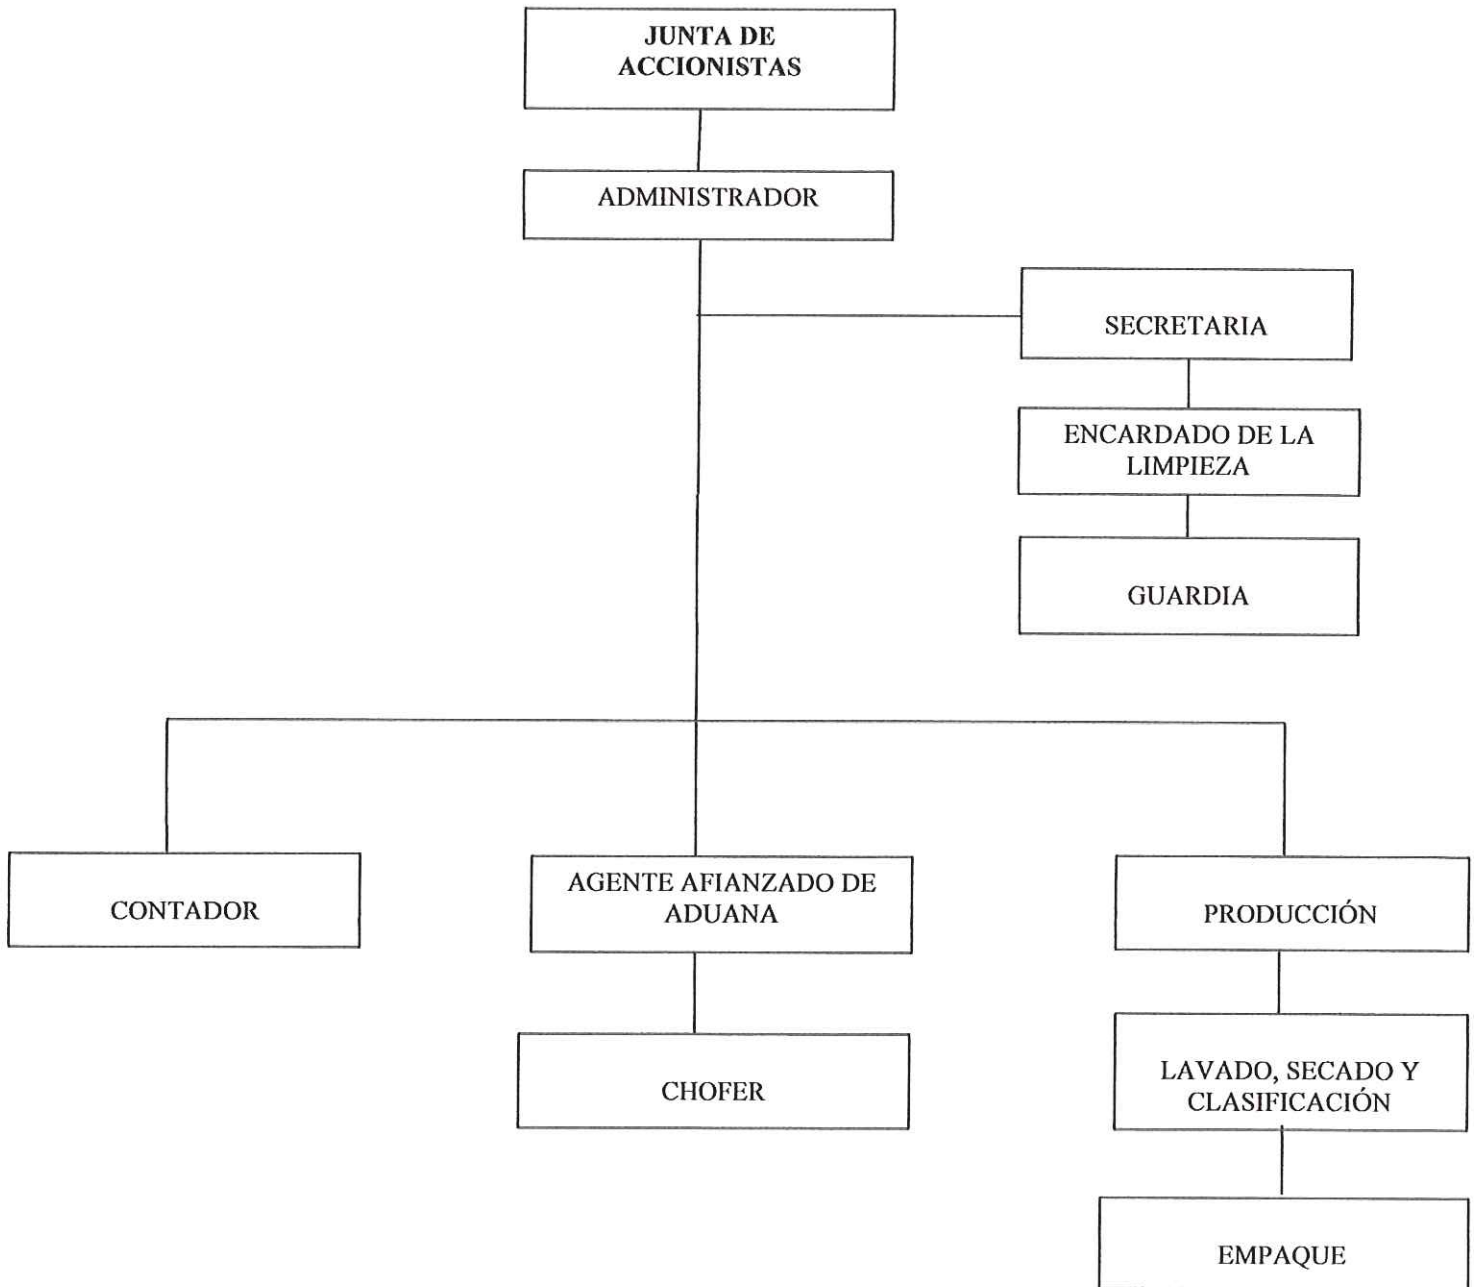 JUNTA DE
ACCIONISTAS
ADMINISTRADOR
SECRETARIA
ENCARDADO DE LA
LIMPIEZA
GUARDIA
CONTADOR
AGENTE AFIANZADO DE
ADUANA
PRODUCCIÓN
CHOFER
LAVADO, SECADO Y
CLASIFICACIÓN
EMPAQUE